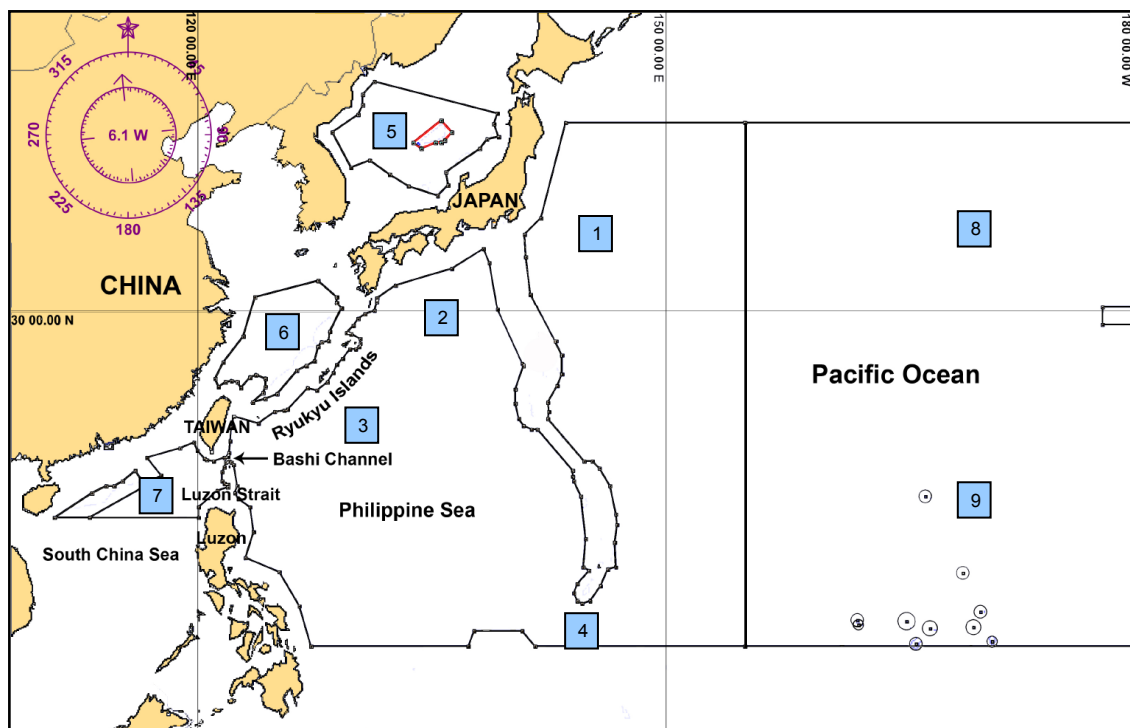 120 00.00 E
150 00.00 E
180 00.00 W
315
45
270
6.1 W
90
225
135
180
5
JAPAN
1
8
CHINA
30 00.00 N
2
6
Pacific Ocean
Ryukyu Islands
TAIWAN
3
Bashi Channel
7
Luzon Strait
9
Philippine Sea
Luzon
South China Sea
4